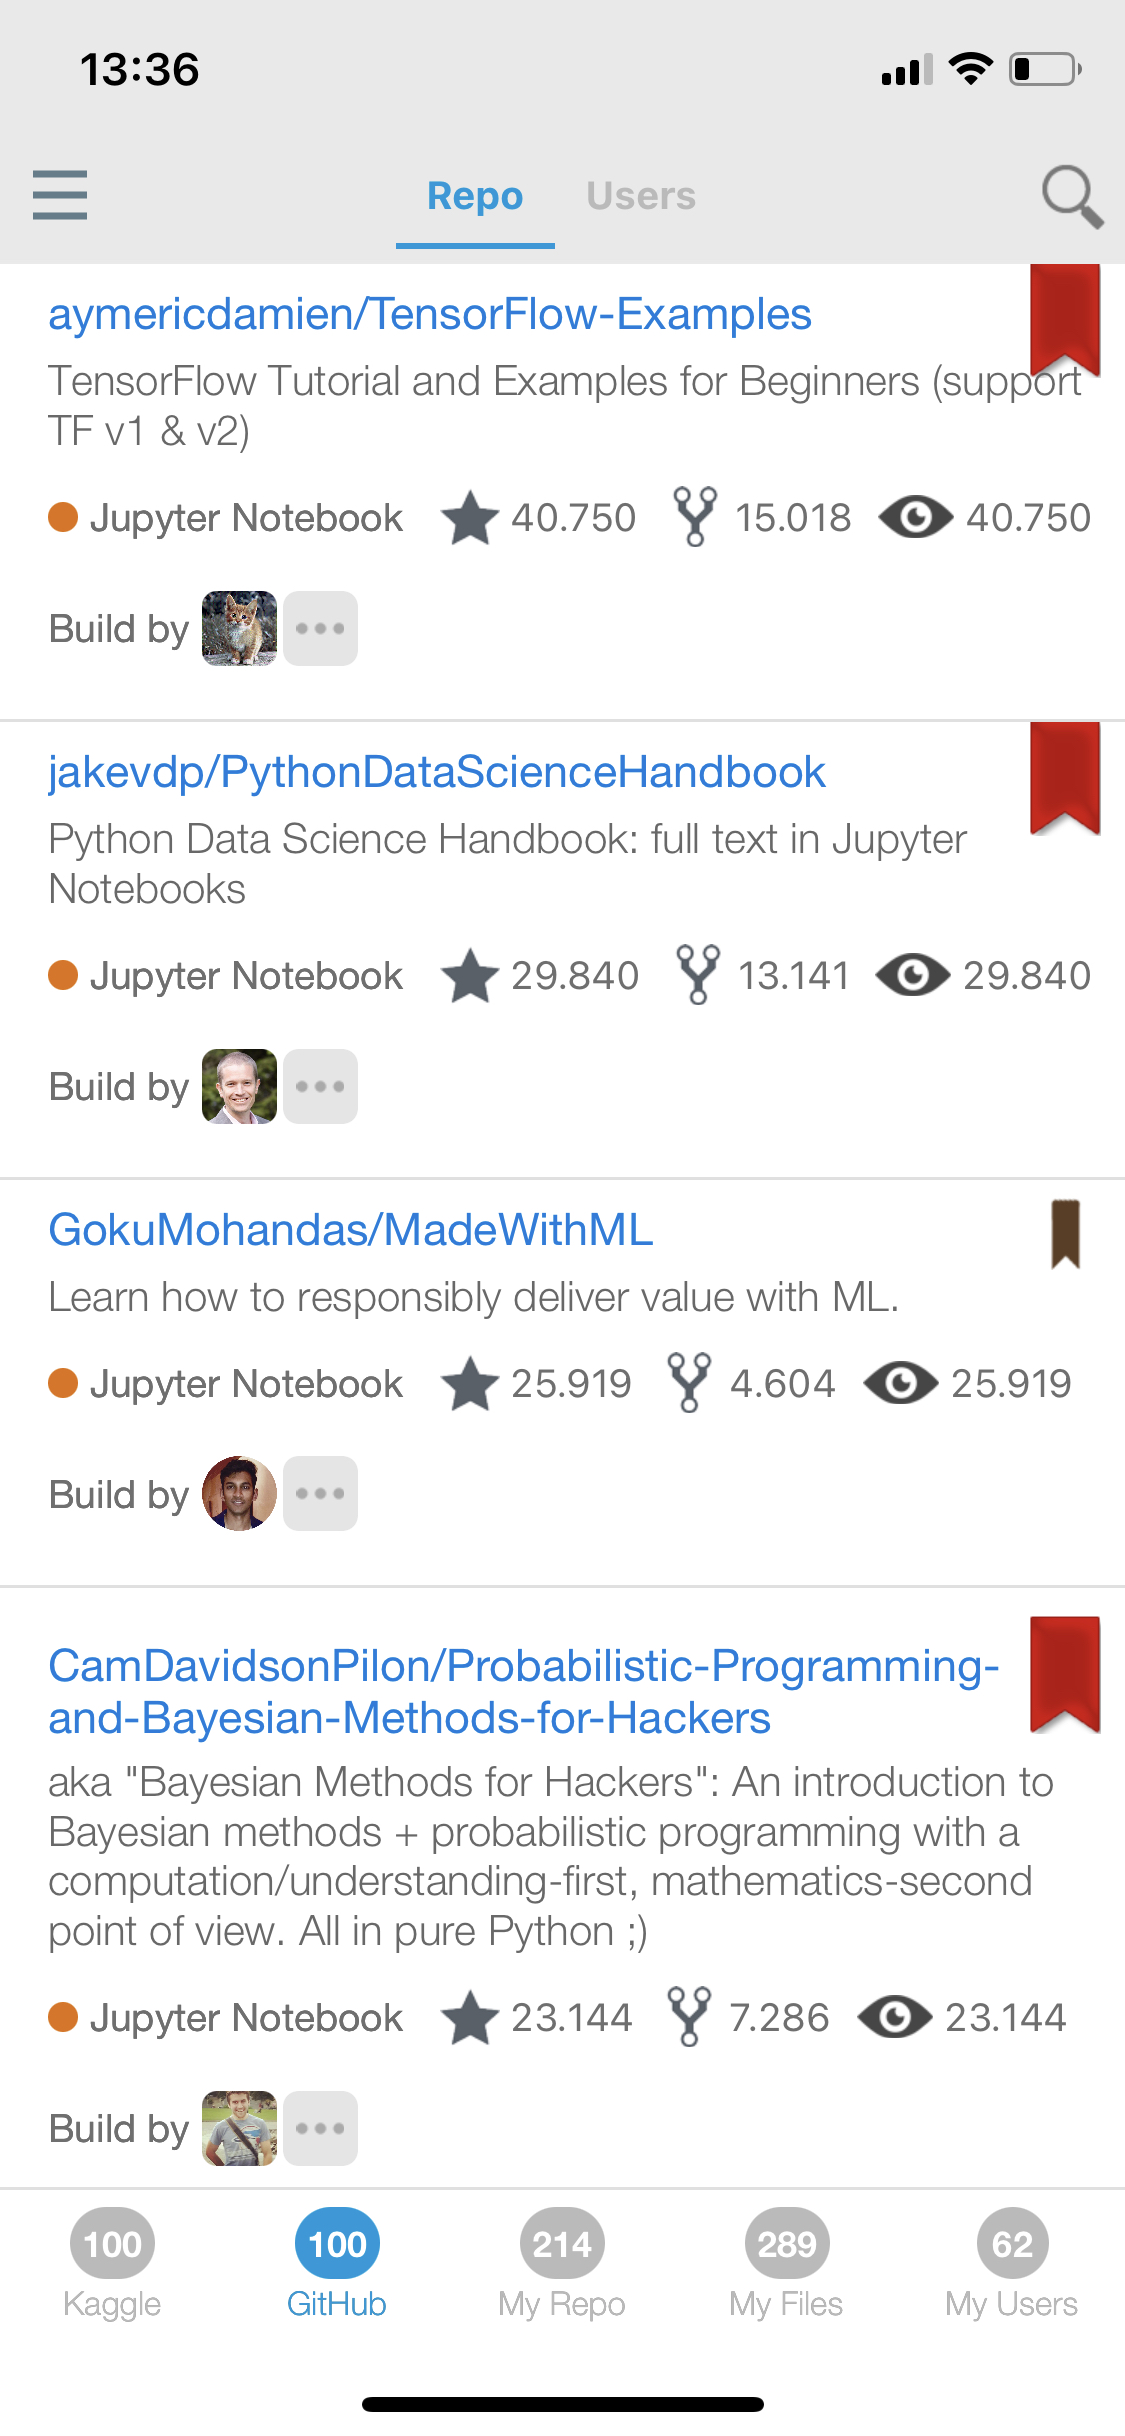 13:36
Repo Users
aymericdamien/TensorFlow-Examples
TensorFlow Tutorial and Examples for Beginners (support
TF v1 & v2)
Jupyter Notebook 40.750 15.018 40.750
Build by
jakevdp/PythonDataScienceHandbook
Python Data Science Handbook: full text in Jupyter
Notebooks
Jupyter Notebook 29.840 13.141 29.840
Build by
GokuMohandas/MadeWithML
Learn how to responsibly deliver value with ML.
Jupyter Notebook 25.919 4.604 25.919
Build by
CamDavidsonPilon/Probabilistic-Programming-
and-Bayesian-Methods-for-Hackers
aka "Bayesian Methods for Hackers": An introduction to
Bayesian methods + probabilistic programming with a
computation/understanding-first, mathematics-second
point of view. All in pure Python ;)
Jupyter Notebook 23.144 7.286 23.144
Build by
100 100 214 289 62
Kaggle GitHub My Repo My Files My Users